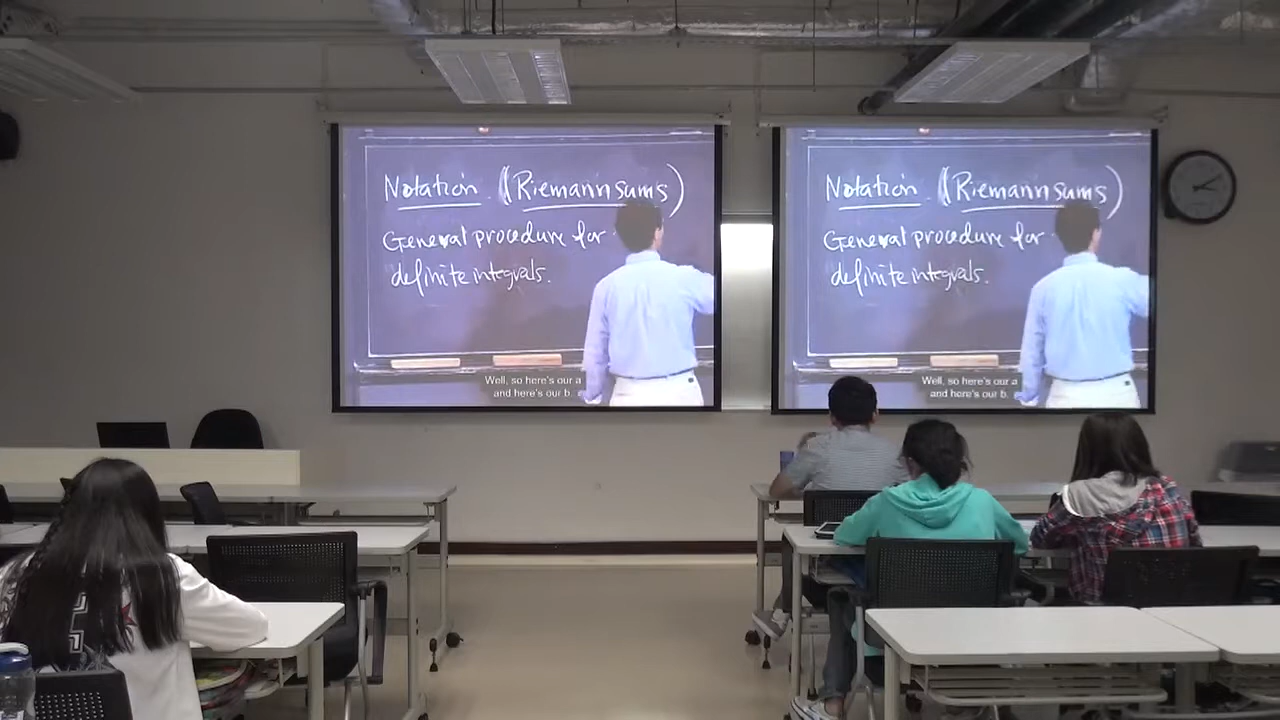 Notation (Riemann sums)
General procedure for
definite integrals.
Well, so here's our a
and here's our b.
Notation (Riemann sums)
General procedure for
definite integrals.
Well, so here's our a
and here's our b.